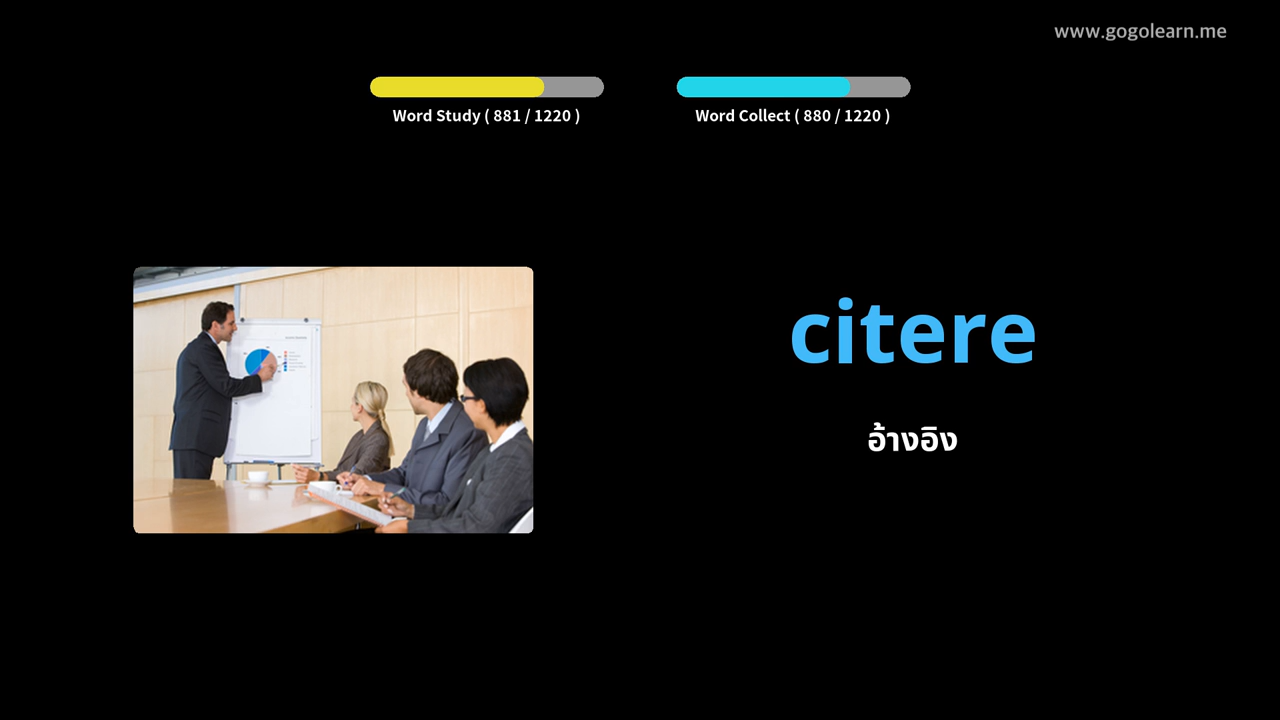 www.gogolearn.me
Word Study ( 881 / 1220 )
Word Collect ( 880 / 1220 )
citere
อ้างอิง